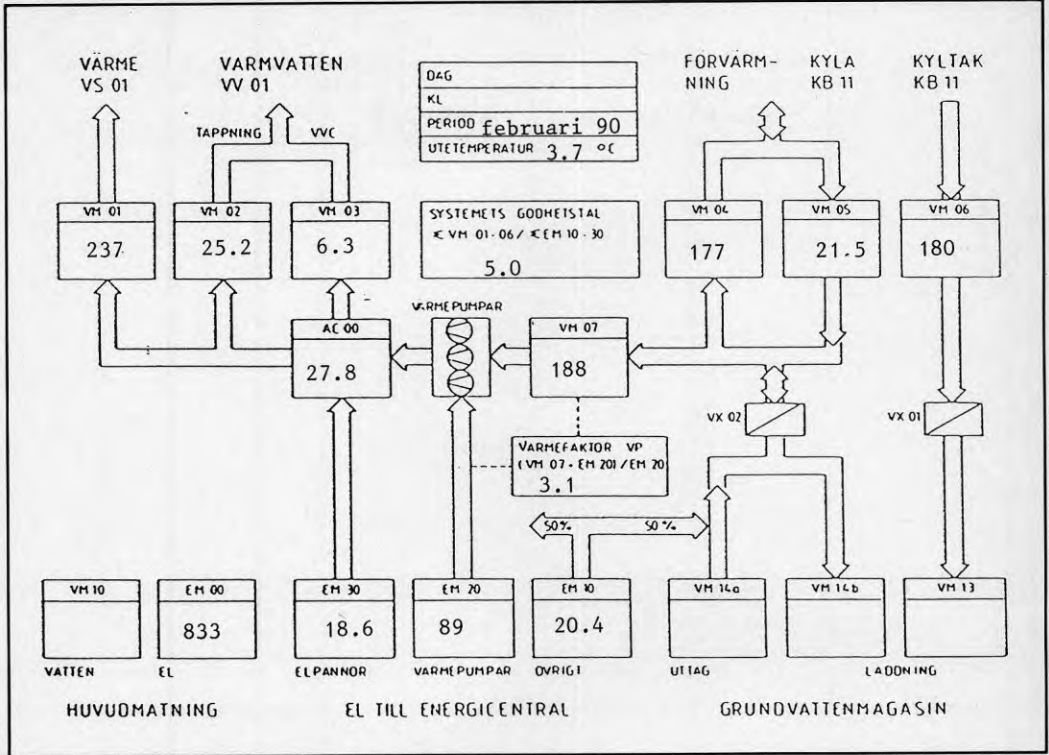 VÄRME
VS 01
VARMVATTEN
VV 01
TAPPNING VVC
DAG
KL
PERIOD februari 90
UTETEMPERATUR 3.7 °C
FÖRVÄRM-
NING
KYLA
KB 11
KYLTAK
KB 11
VM 01
237
VM 02
25.2
VM 03
6.3
SYSTEMETS GODHETSTAL
VM 01-06 / EM 10-30
5.0
VM 04
177
VM 05
21.5
VM 06
180
VÄRMEPUMPAR
AC 00
27.8
VM 07
188
VX 02
VX 01
VÄRMEFAKTOR VP
(VM 07 + EM 20) / EM 20
3.1
50% 50%
VM 10
VATTEN
EM 00
833
EL
EM 30
18.6
ELPANNOR
EM 20
89
VÄRMEPUMPAR
EM 10
20.4
ÖVRIGT
VM 14a
UTTAG
VM 14b
VM 13
LADDNING
HUVUDMATNING
EL TILL ENERGICENTRAL
GRUNDVATTENMAGASIN